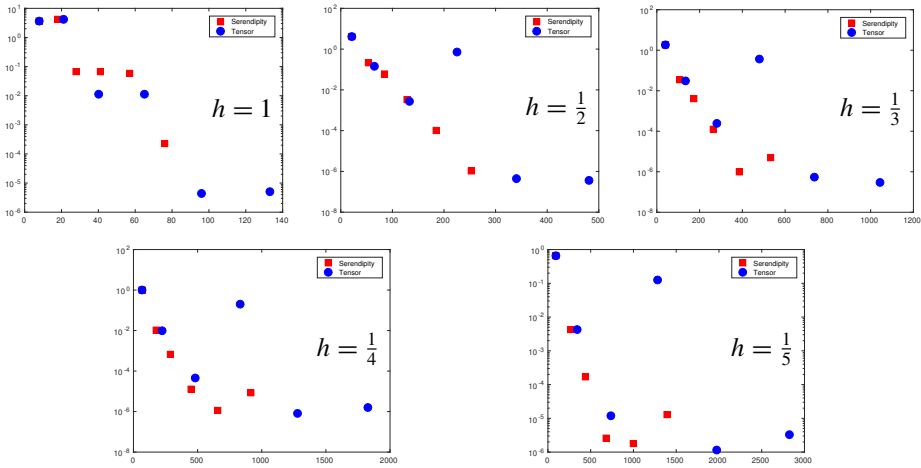 10^1
10^0
10^-1
10^-2
10^-3
10^-4
10^-5
10^-6
0 20 40 60 80 100 120 140
Serendipity
Tensor
h = 1
10^2
10^0
10^-2
10^-4
10^-6
10^-8
0 100 200 300 400 500
Serendipity
Tensor
h = 1/2
10^2
10^0
10^-2
10^-4
10^-6
10^-8
0 200 400 600 800 1000 1200
Serendipity
Tensor
h = 1/3
10^2
10^0
10^-2
10^-4
10^-6
10^-8
0 500 1000 1500 2000
Serendipity
Tensor
h = 1/4
10^0
10^-1
10^-2
10^-3
10^-4
10^-5
10^-6
0 500 1000 1500 2000 2500 3000
Serendipity
Tensor
h = 1/5